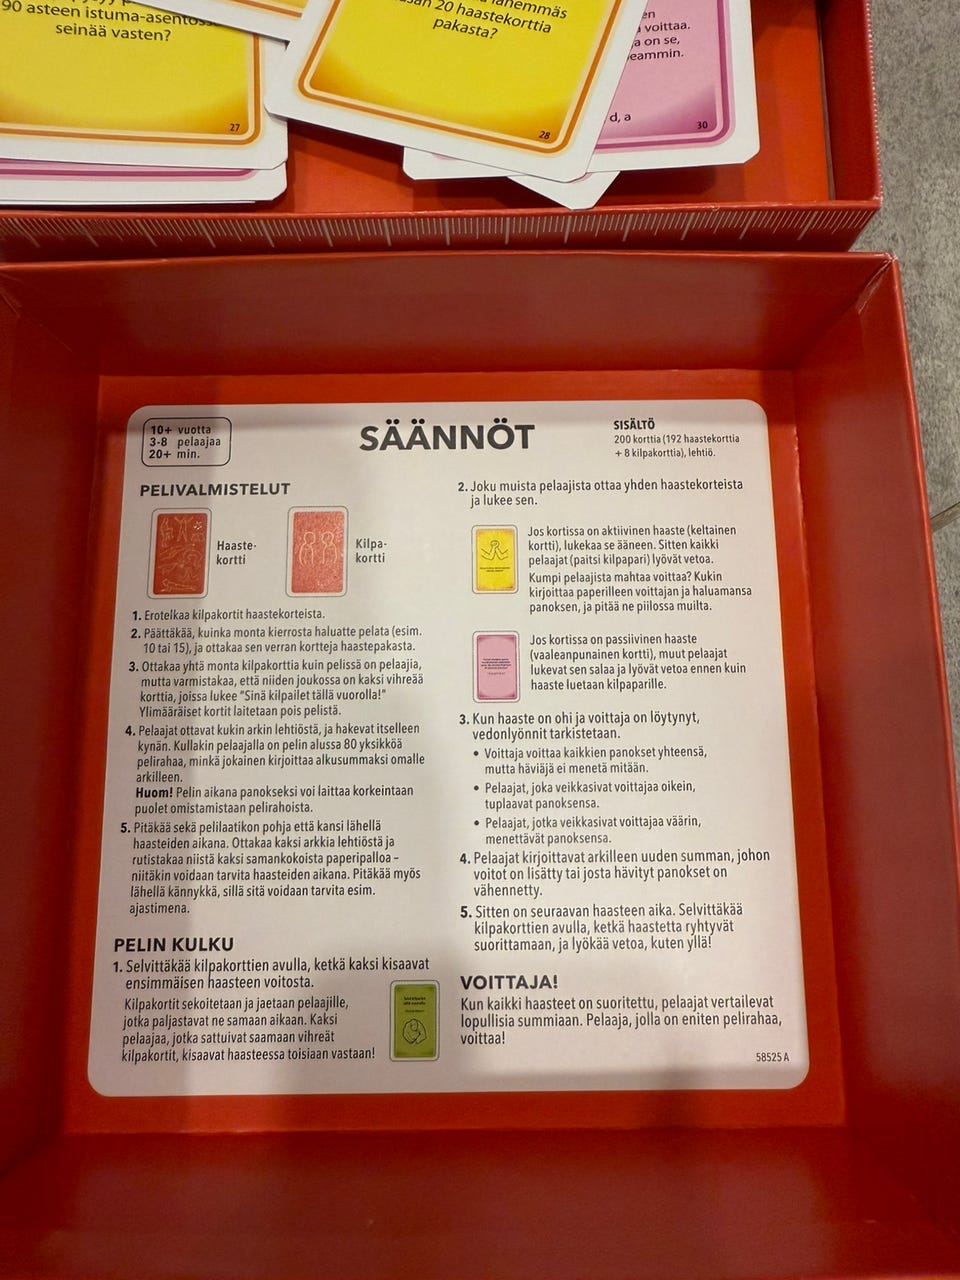 90 asteen istuma-asentoss
seinää vasten?
27
lähemmäs
20 haastekorttia
pakasta?
28
en
voittaa.
a on se,
eammin.
d, a
30
10+ vuotta
3-8 pelaajaa
20+ min.
SÄÄNNÖT
SISÄLTÖ
200 korttia (192 haastekorttia
+ 8 kilpakorttia), lehtiö.
PELIVALMISTELUT
Haaste-
kortti
Kilpa-
kortti
1. Erotelkaa kilpakortit haastekorteista.
2. Päättäkää, kuinka monta kierrosta haluatte pelata (esim.
10 tai 15), ja ottakaa sen verran kortteja haastepakasta.
3. Ottakaa yhtä monta kilpakorttia kuin pelissä on pelaajia,
mutta varmistakaa, että niiden joukossa on kaksi vihreää
korttia, joissa lukee "Sinä kilpailet tällä vuorolla!"
Ylimääräiset kortit laitetaan pois pelistä.
4. Pelaajat ottavat kukin arkin lehtiöstä, ja hakevat itselleen
kynän. Kullakin pelaajalla on pelin alussa 80 yksikköä
pelirahaa, minkä jokainen kirjoittaa alkusummaksi omalle
arkilleen.
Huom! Pelin aikana panokseksi voi laittaa korkeintaan
puolet omistamistaan pelirahoista.
5. Pitäkää sekä pelilaatikon pohja että kansi lähellä
haasteiden aikana. Ottakaa kaksi arkkia lehtiöstä ja
rutistakaa niistä kaksi samankokoista paperipalloa –
niitäkin voidaan tarvita haasteiden aikana. Pitäkää myös
lähellä kännykkä, sillä sitä voidaan tarvita esim.
ajastimena.
PELIN KULKU
1. Selvittäkää kilpakorttien avulla, ketkä kaksi kisaavat
ensimmäisen haasteen voitosta.
Kilpakortit sekoitetaan ja jaetaan pelaajille,
jotka paljastavat ne samaan aikaan. Kaksi
pelaajaa, jotka sattuivat saamaan vihreät
kilpakortit, kisaavat haasteessa toisiaan vastaan!
2. Joku muista pelaajista ottaa yhden haastekorteista
ja lukee sen.
Jos kortissa on aktiivinen haaste (keltainen
kortti), lukekaa se ääneen. Sitten kaikki
pelaajat (paitsi kilpapari) lyövät vetoa.
Kumpi pelaajista mahtaa voittaa? Kukin
kirjoittaa paperilleen voittajan ja haluamansa
panoksen, ja pitää ne piilossa muilta.
Jos kortissa on passiivinen haaste
(vaaleanpunainen kortti), muut pelaajat
lukevat sen salaa ja lyövät vetoa ennen kuin
haaste luetaan kilpaparille.
3. Kun haaste on ohi ja voittaja on löytynyt,
vedonlyönnit tarkistetaan.
• Voittaja voittaa kaikkien panokset yhteensä,
mutta häviäjä ei menetä mitään.
• Pelaajat, joka veikkasivat voittajaa oikein,
tuplaavat panoksensa.
• Pelaajat, jotka veikkasivat voittajaa väärin,
menettävät panoksensa.
4. Pelaajat kirjoittavat arkilleen uuden summan, johon
voitot on lisätty tai josta hävityt panokset on
vähennetty.
5. Sitten on seuraavan haasteen aika. Selvittäkää
kilpakorttien avulla, ketkä haastetta ryhtyvät
suorittamaan, ja lyökää vetoa, kuten yllä!
VOITTAJA!
Kun kaikki haasteet on suoritettu, pelaajat vertailevat
lopullisia summiaan. Pelaaja, jolla on eniten pelirahaa,
voittaa!
58525 A